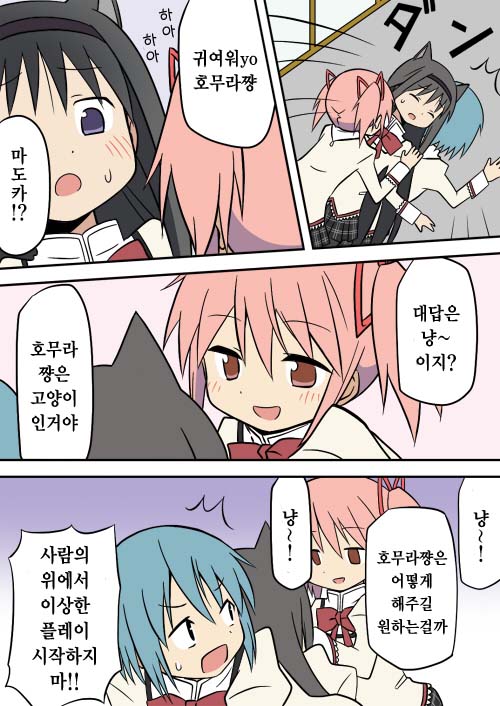 ダン
귀여워yo
호무라쨩
하아
하아
마도카
!?
대답은
냥~
이지?
호무라
쨩은
고양이
인거야
냥~!
호무라쨩은
어떻게
해주길
원하는걸까
냥~!
사람의
위에서
이상한
플레이
시작하지
마!!